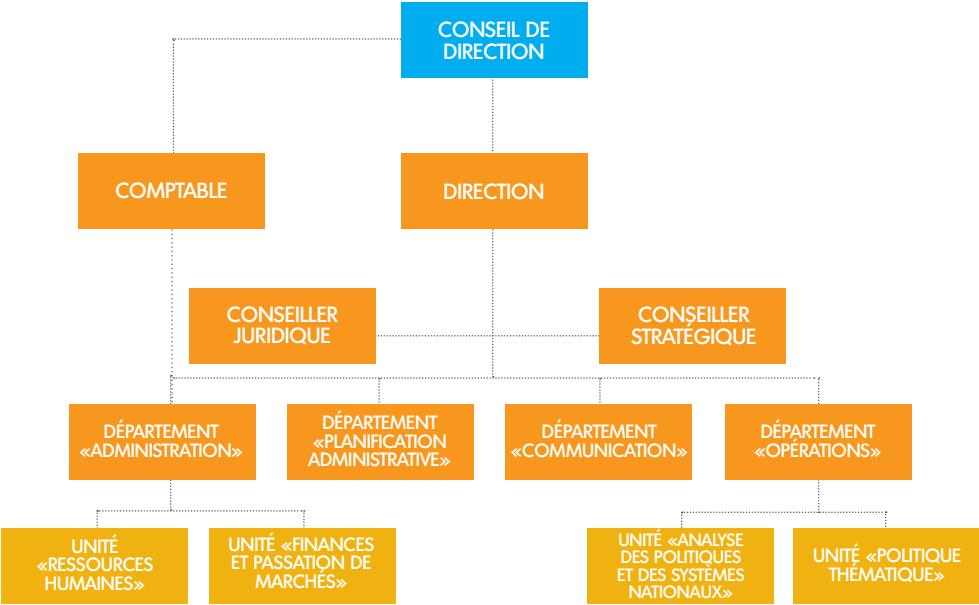 CONSEIL DE
DIRECTION
COMPTABLE
DIRECTION
CONSEILLER
JURIDIQUE
CONSEILLER
STRATÉGIQUE
DÉPARTEMENT
«ADMINISTRATION»
DÉPARTEMENT
«PLANIFICATION
ADMINISTRATIVE»
DÉPARTEMENT
«COMMUNICATION»
DÉPARTEMENT
«OPÉRATIONS»
UNITÉ
«RESSOURCES
HUMAINES»
UNITÉ «FINANCES
ET PASSATION DE
MARCHÉS»
UNITÉ «ANALYSE
DES POLITIQUES
ET DES SYSTÈMES
NATIONAUX»
UNITÉ «POLITIQUE
THÉMATIQUE»